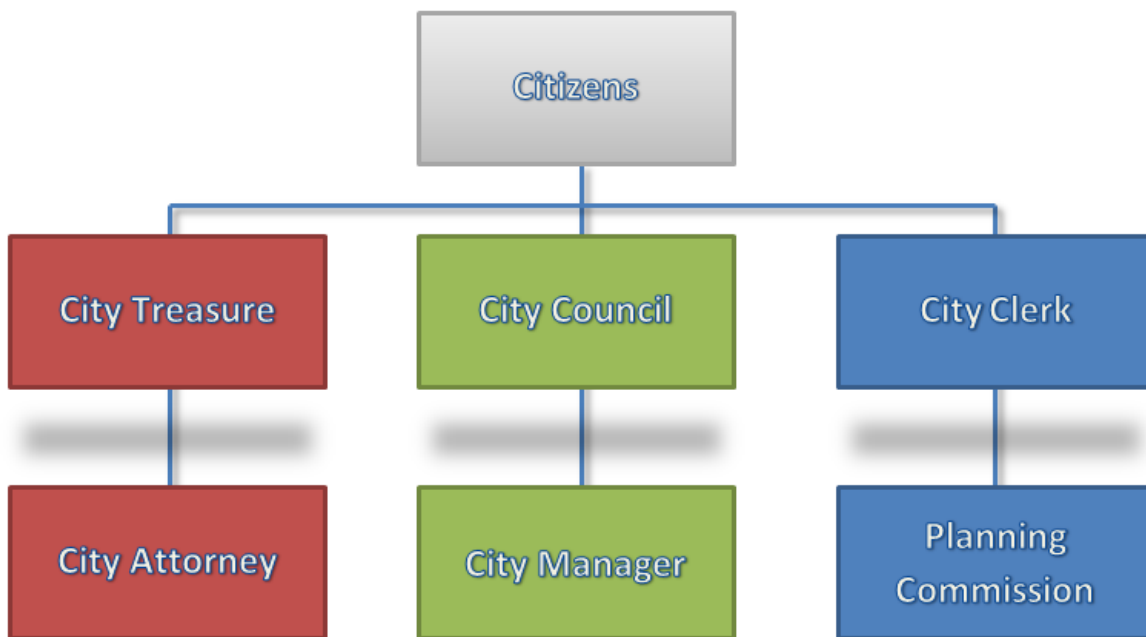 Citizens
City Treasure
City Council
City Clerk
City Attorney
City Manager
Planning
Commission